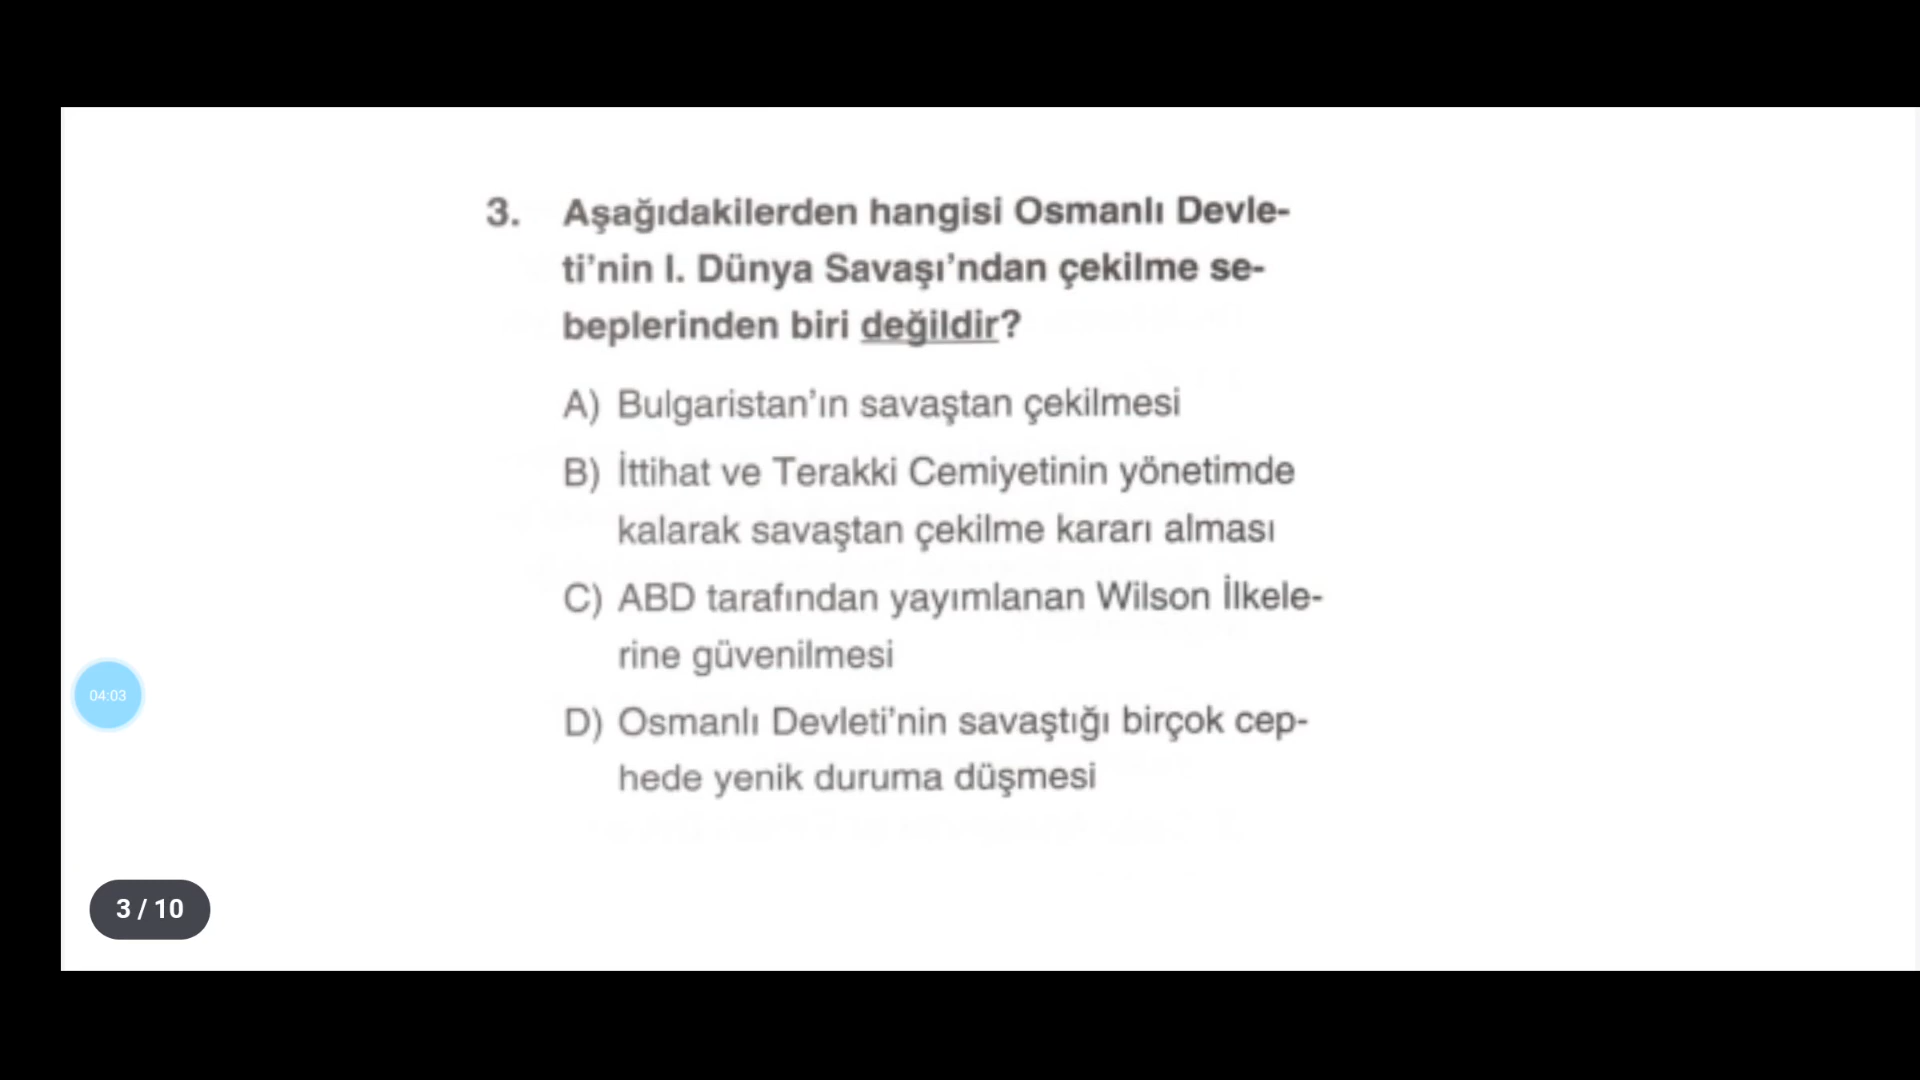 3. Aşağıdakilerden hangisi Osmanlı Devle-
ti'nin I. Dünya Savaşı'ndan çekilme se-
beplerinden biri değildir?
A) Bulgaristan'ın savaştan çekilmesi
B) İttihat ve Terakki Cemiyetinin yönetimde
kalarak savaştan çekilme kararı alması
C) ABD tarafından yayımlanan Wilson İlkele-
rine güvenilmesi
D) Osmanlı Devleti'nin savaştığı birçok cep-
hede yenik duruma düşmesi
04:03
3 / 10